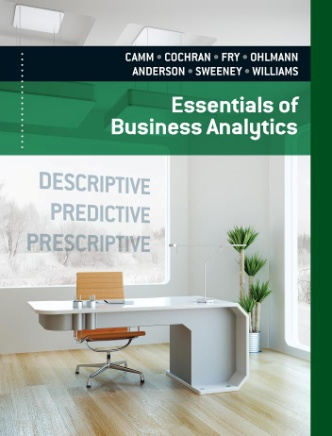 CAMM • COCHRAN • FRY • OHLMANN
ANDERSON • SWEENEY • WILLIAMS
Essentials of
Business Analytics
DESCRIPTIVE
PREDICTIVE
PRESCRIPTIVE